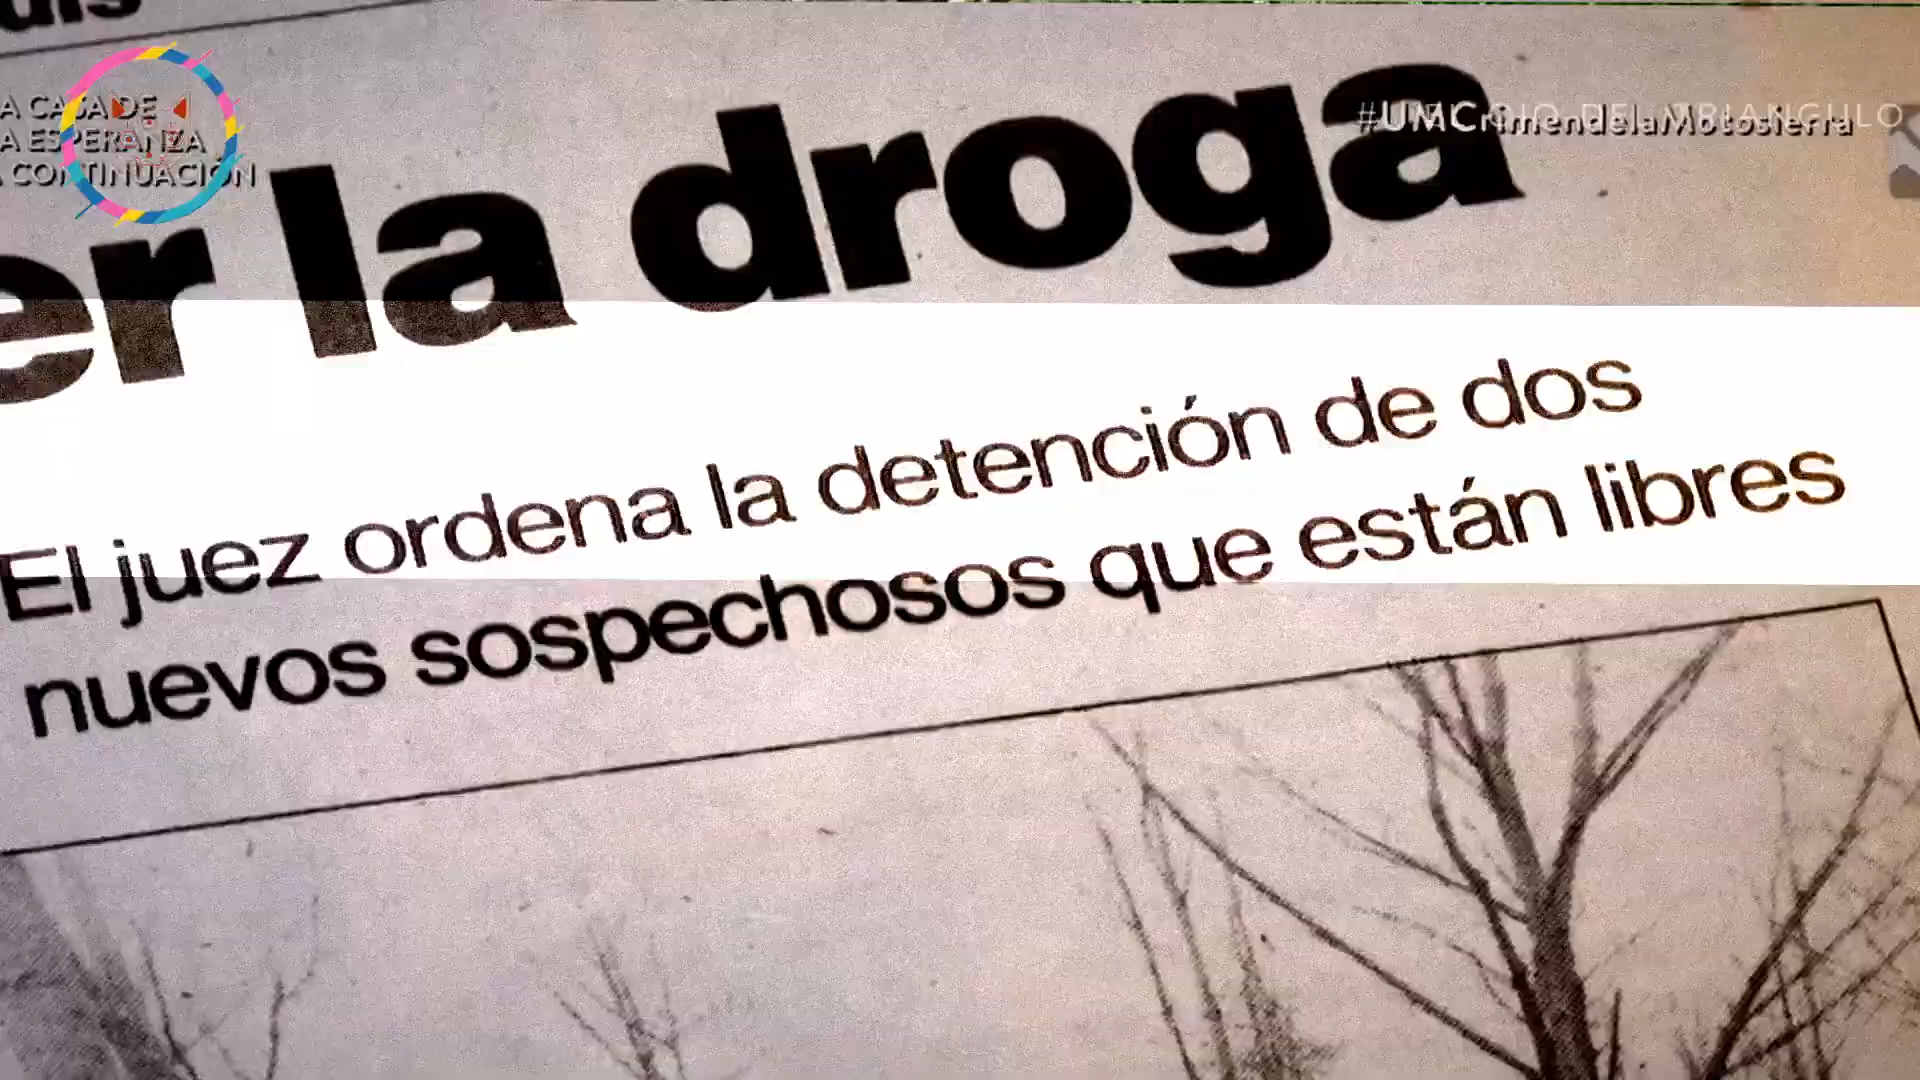 A CASA DE
A ESPERANZA
A CONTINUACIÓN
#UMCrimendelaMotosierra
er la droga
El juez ordena la detención de dos
nuevos sospechosos que están libres